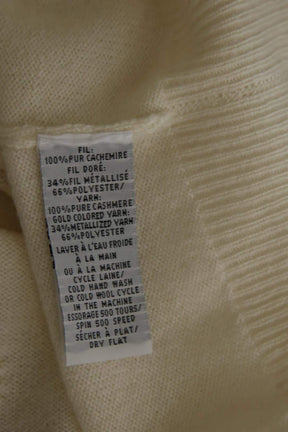 FIL:
100% PUR CACHEMIRE
FIL DORÉ:
34% FIL MÉTALLISÉ
66% POLYESTER/
YARN:
100% PURE CASHMERE
GOLD COLORED YARN:
34% METALLIZED YARN
66% POLYESTER
LAVER À L'EAU FROIDE
À LA MAIN
OU À LA MACHINE
CYCLE LAINE/
COLD HAND WASH
OR COLD WOOL CYCLE
IN THE MACHINE
ESSORAGE 500 TOURS/
SPIN 500 SPEED
SÉCHER À PLAT/
DRY FLAT